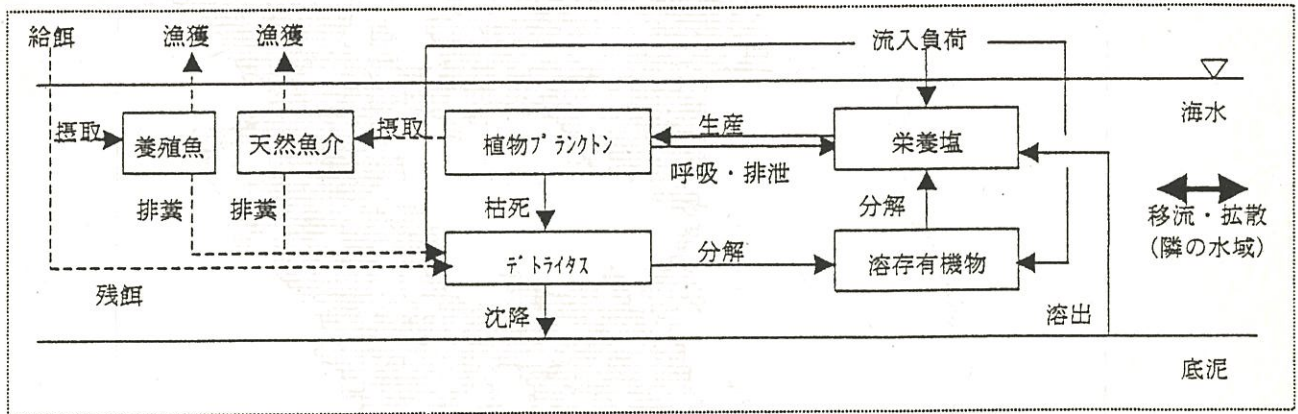 給餌
漁獲
漁獲
流入負荷
海水
摂取
養殖魚
天然魚介
摂取
植物プランクトン
生産
栄養塩
呼吸・排泄
排糞
排糞
枯死
分解
移流・拡散
(隣の水域)
デトライタス
分解
溶存有機物
残餌
沈降
溶出
底泥